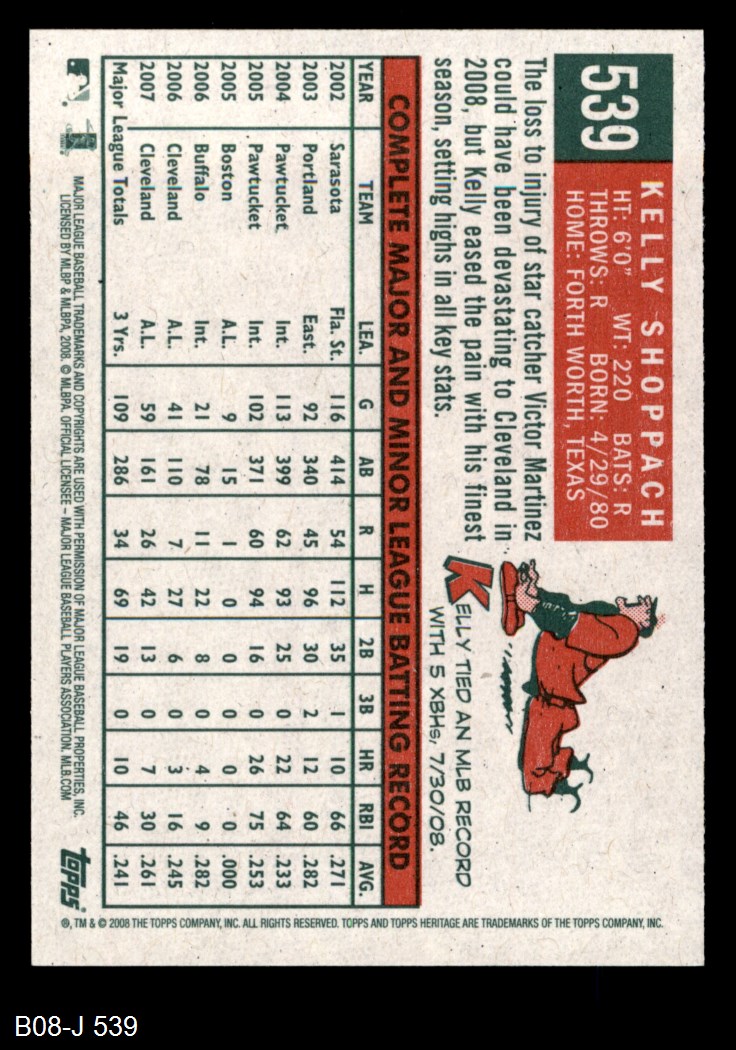 539
KELLY SHOPPACH
HT: 6'0" WT: 220 BATS: R
THROWS: R BORN: 4/29/80
HOME: FORTH WORTH, TEXAS
The loss to injury of star catcher Victor Martinez
could have been devastating to Cleveland in
2008, but Kelly eased the pain with his finest
season, setting highs in all key stats.
KELLY TIED AN MLB RECORD
WITH 5 XBHs, 7/30/08.
COMPLETE MAJOR AND MINOR LEAGUE BATTING RECORD
YEAR TEAM LEA. G AB R H 2B 3B HR RBI AVG.
2002 Sarasota Fla. St. 116 414 54 112 35 1 10 66 .271
2003 Portland East. 92 340 45 96 30 2 12 60 .282
2004 Pawtucket Int. 113 399 62 93 25 0 22 64 .233
2005 Pawtucket Int. 102 371 60 94 16 0 26 75 .253
2005 Boston A.L. 9 15 1 0 0 0 0 0 .000
2006 Buffalo Int. 21 78 11 22 8 0 4 9 .282
2006 Cleveland A.L. 41 110 7 27 6 0 3 16 .245
2007 Cleveland A.L. 59 161 26 42 13 0 7 30 .261
Major League Totals 3 Yrs. 109 286 34 69 19 0 10 46 .241
MAJOR LEAGUE BASEBALL TRADEMARKS AND COPYRIGHTS ARE USED WITH PERMISSION OF MAJOR LEAGUE BASEBALL PROPERTIES, INC.
LICENSED BY MLBP & MLBPA, 2008. © MLBPA. OFFICIAL LICENSEE – MAJOR LEAGUE BASEBALL PLAYERS ASSOCIATION. MLB.COM
topps
®, TM & © 2008 THE TOPPS COMPANY, INC. ALL RIGHTS RESERVED. TOPPS AND TOPPS HERITAGE ARE TRADEMARKS OF THE TOPPS COMPANY, INC.
B08-J 539